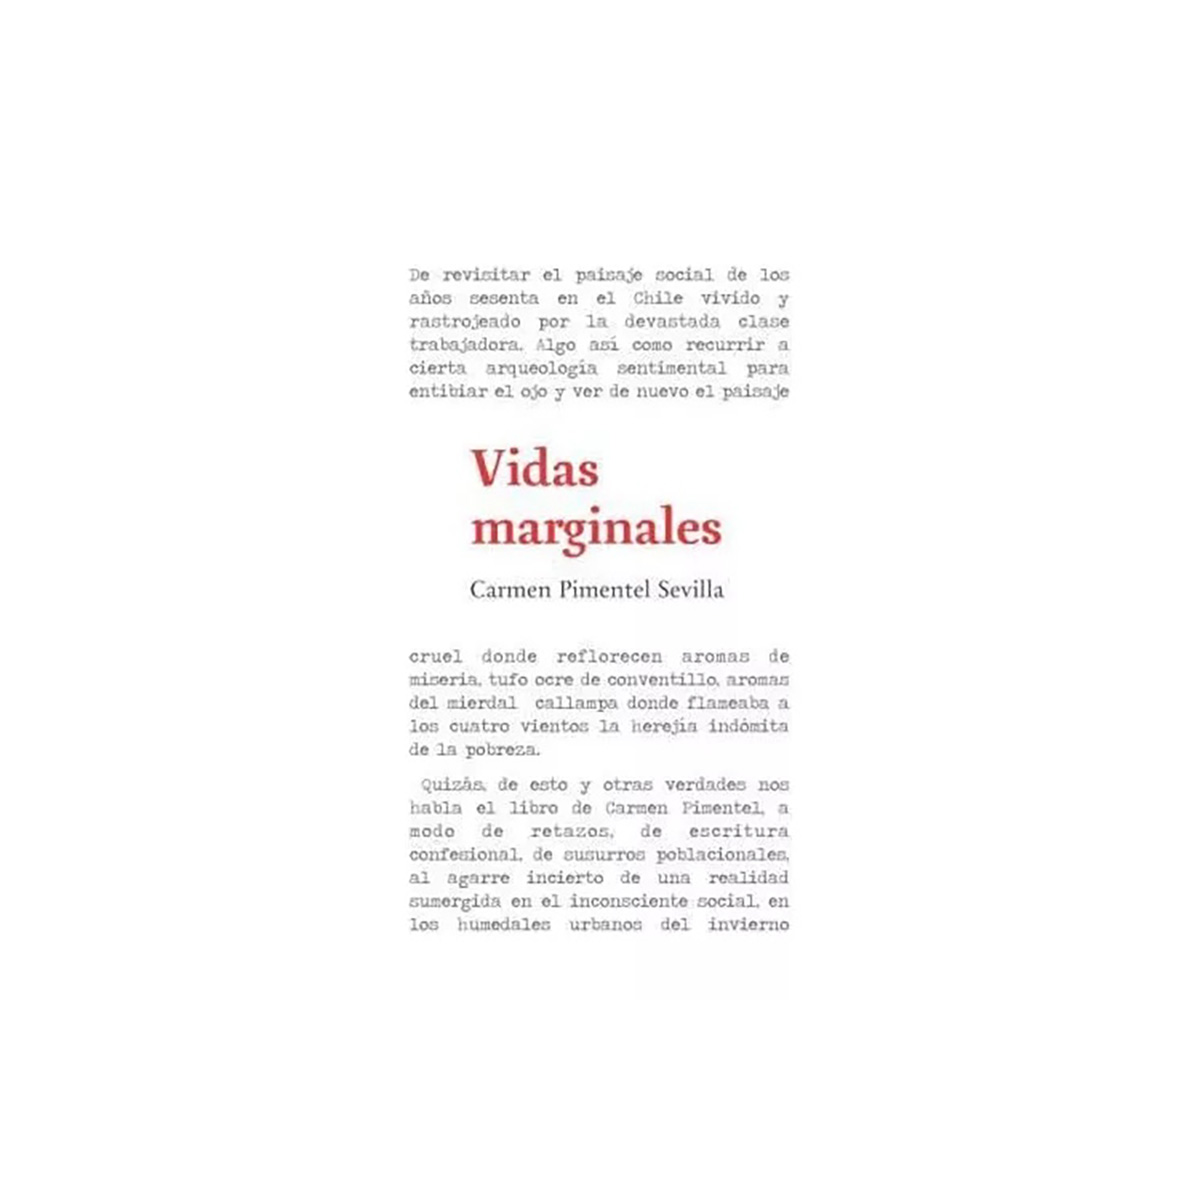 De revisitar el paisaje social de los
años sesenta en el Chile vivido y
rastrojeado por la devastada clase
trabajadora. Algo así como recurrir a
cierta arqueología sentimental para
entibiar el ojo y ver de nuevo el paisaje
Vidas
marginales
Carmen Pimentel Sevilla
cruel donde reflorecen aromas de
miseria, tufo ocre de conventillo, aromas
del mierdal callampa donde flameaba a
los cuatro vientos la herejía indómita
de la pobreza.
Quizás, de esto y otras verdades nos
habla el libro de Carmen Pimentel, a
modo de retazos, de escritura
confesional, de susurros poblacionales,
al agarre incierto de una realidad
sumergida en el inconsciente social, en
los humedales urbanos del invierno